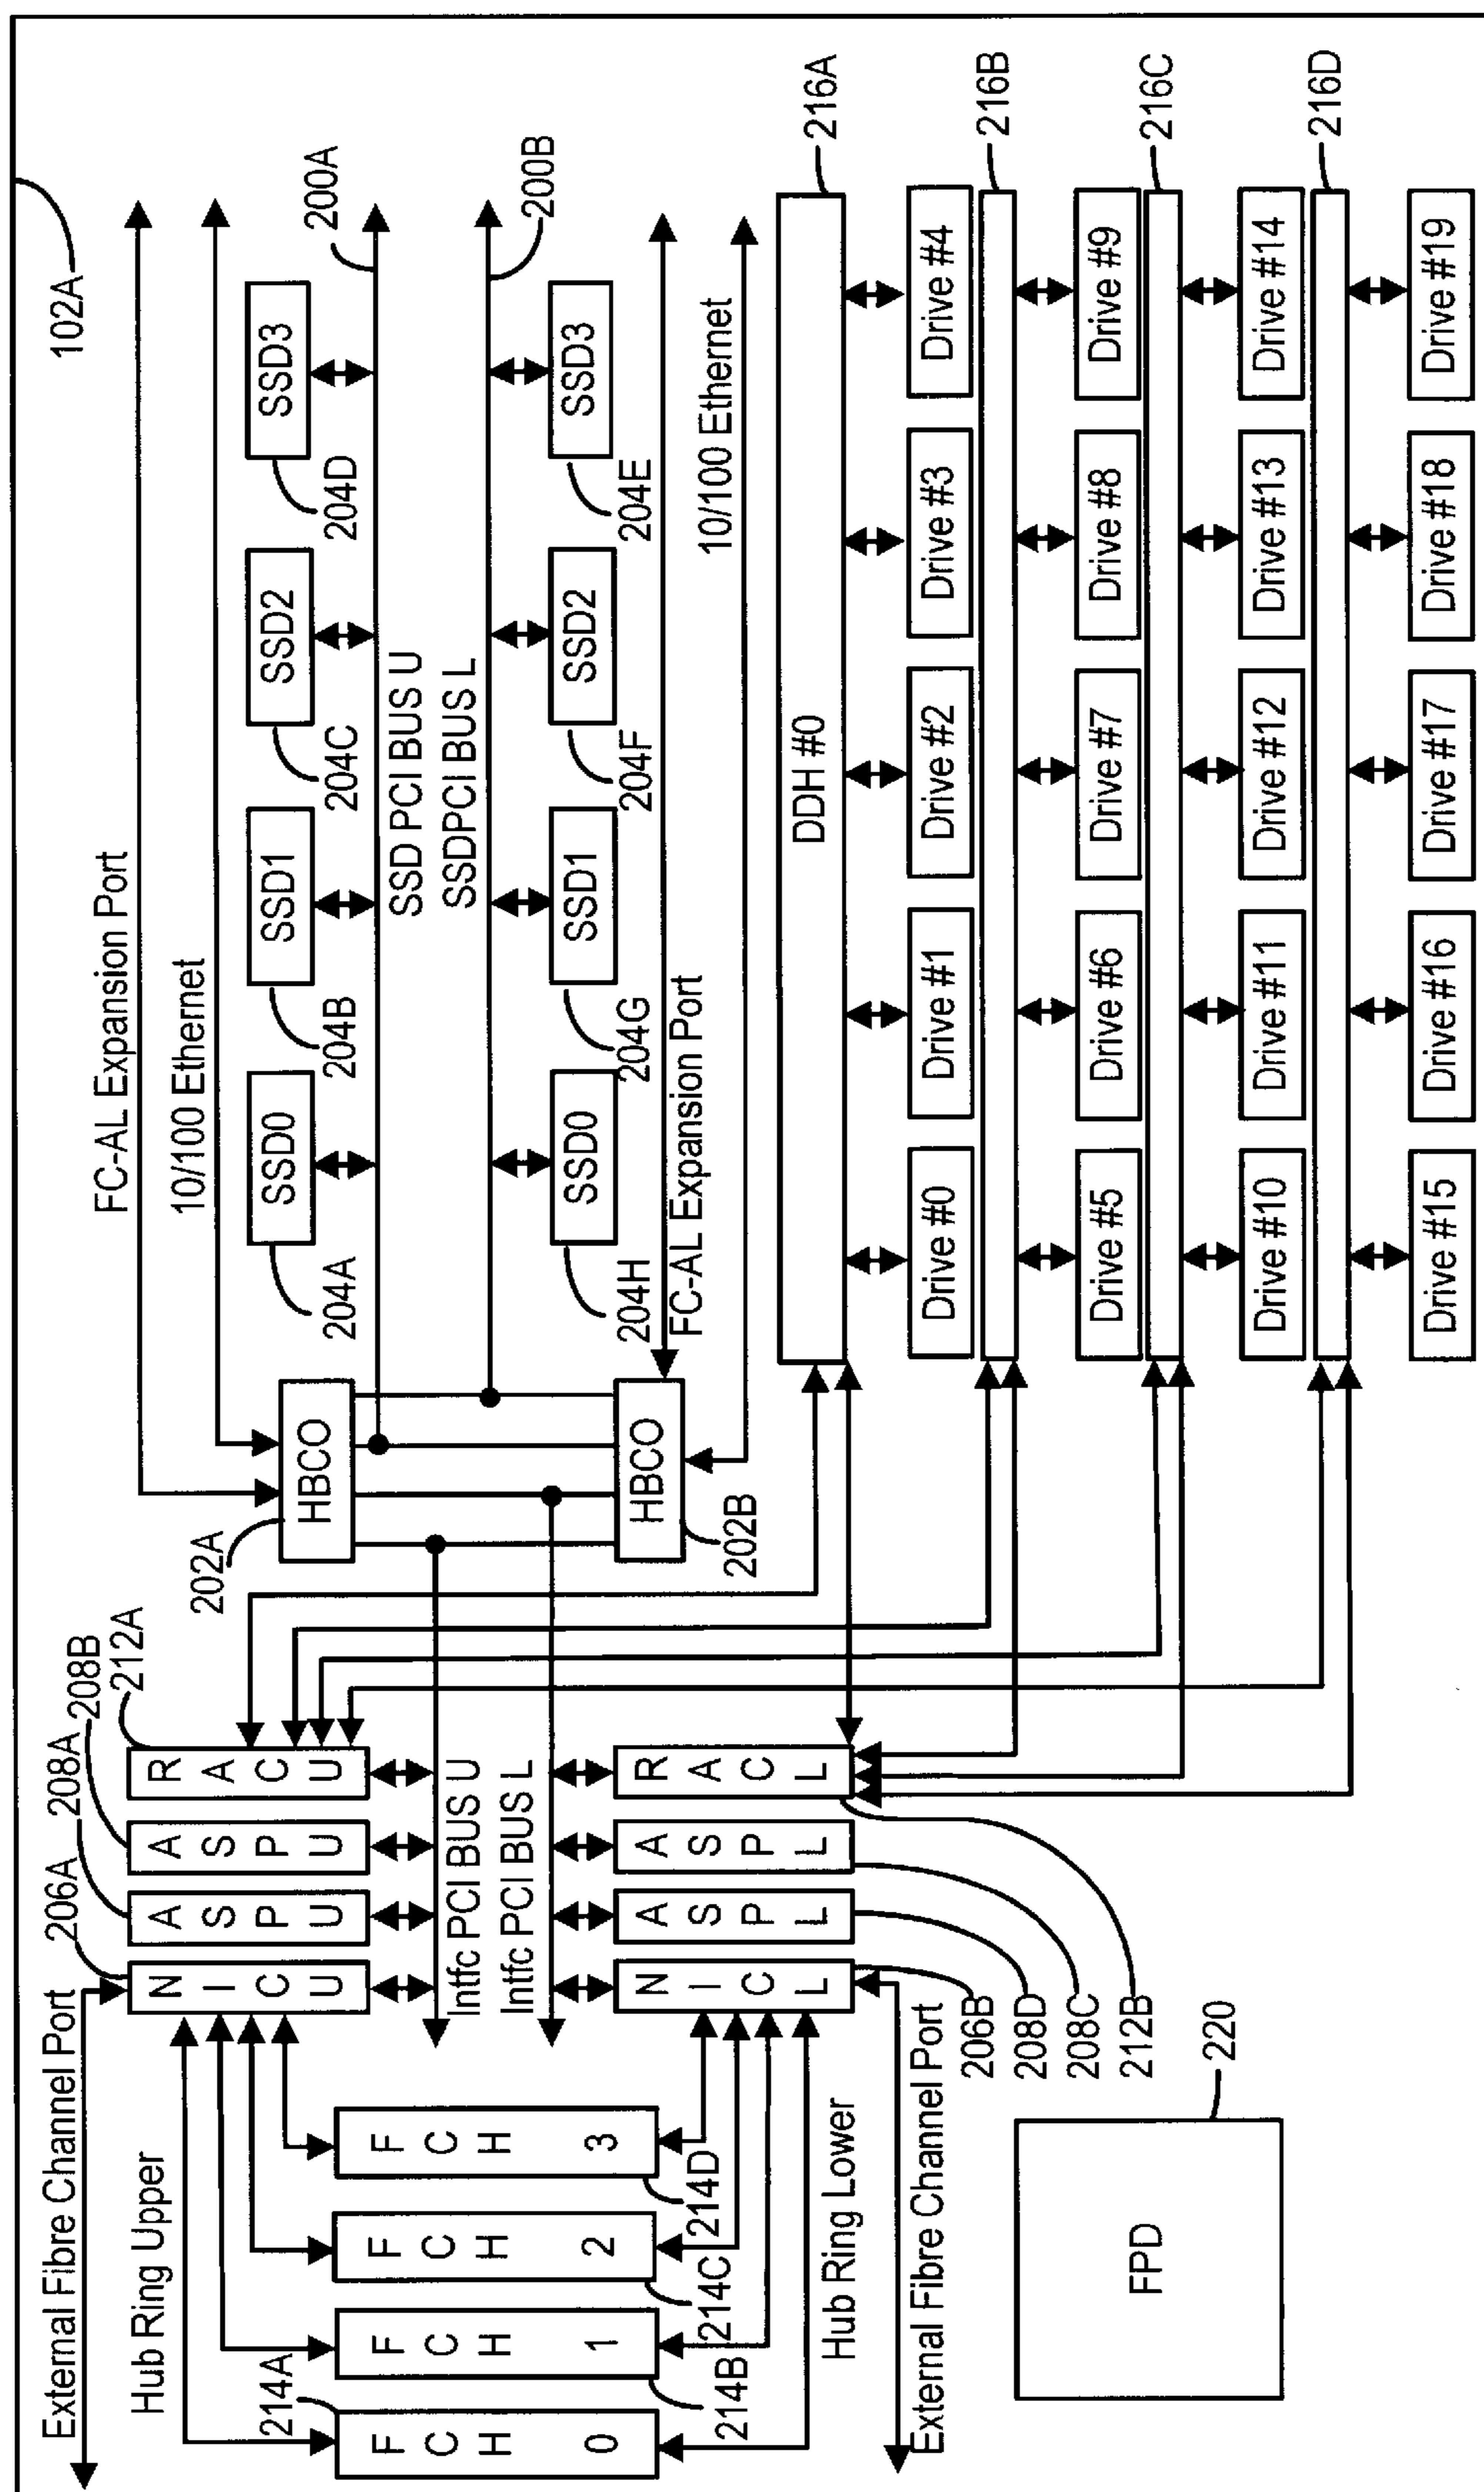 102A
External Fibre Channel Port
206A
208A
208B
212A
202A
FC-AL Expansion Port
10/100 Ethernet
Hub Ring Upper
214A
N I C U
A S P U
A S P U
R A C U
HBCO
SSD0
SSD1
SSD2
SSD3
204A
204B
204C
204D
200A
Intfc PCI BUS U
SSD PCI BUS U
Intfc PCI BUS L
SSDPCI BUS L
200B
F C H 0
F C H 1
F C H 2
F C H 3
214B
214C
214D
N I C L
A S P L
A S P L
R A C L
HBCO
SSD0
SSD1
SSD2
SSD3
204H
204G
204F
204E
202B
FC-AL Expansion Port
10/100 Ethernet
Hub Ring Lower
External Fibre Channel Port
206B
208D
208C
212B
220
FPD
DDH #0
216A
Drive #0
Drive #1
Drive #2
Drive #3
Drive #4
216B
Drive #5
Drive #6
Drive #7
Drive #8
Drive #9
216C
Drive #10
Drive #11
Drive #12
Drive #13
Drive #14
216D
Drive #15
Drive #16
Drive #17
Drive #18
Drive #19